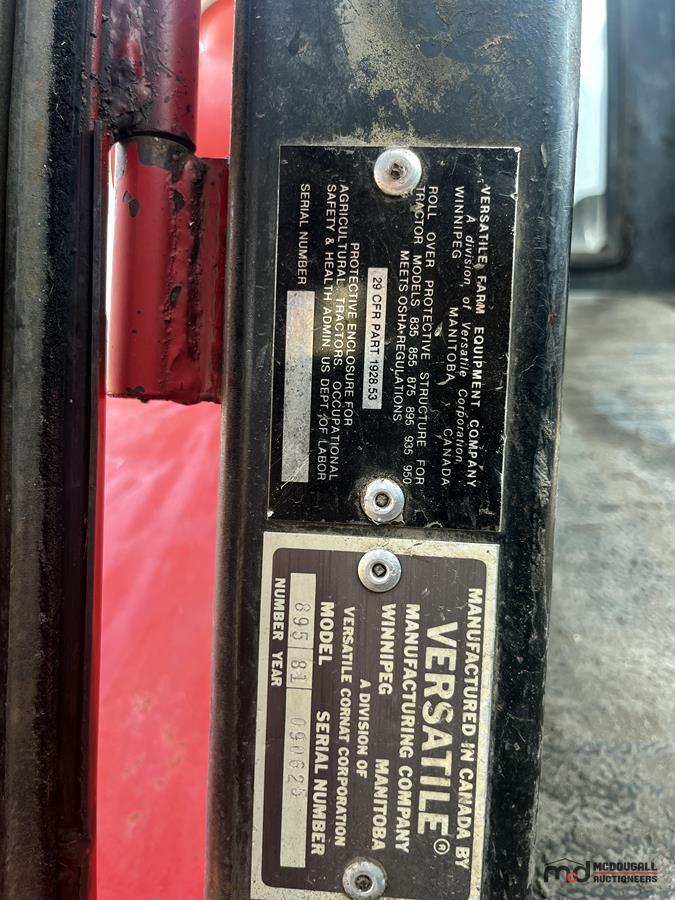 VERSATILE FARM EQUIPMENT COMPANY
A division of Versatile Corporation
WINNIPEG MANITOBA CANADA
ROLL OVER PROTECTIVE STRUCTURE FOR
TRACTOR MODELS 835 855 875 895 935 950
MEETS OSHA REGULATIONS
29 CFR PART 1928.53
PROTECTIVE ENCLOSURE FOR
AGRICULTURAL TRACTORS. OCCUPATIONAL
SAFETY & HEALTH ADMIN. US DEPT. OF LABOR
SERIAL NUMBER
MANUFACTURED IN CANADA BY
VERSATILE®
MANUFACTURING COMPANY
WINNIPEG MANITOBA
A DIVISION OF
VERSATILE CORNAT CORPORATION
MODEL SERIAL NUMBER
895 81 090625
NUMBER YEAR
MCDOUGALL
AUCTIONEERS